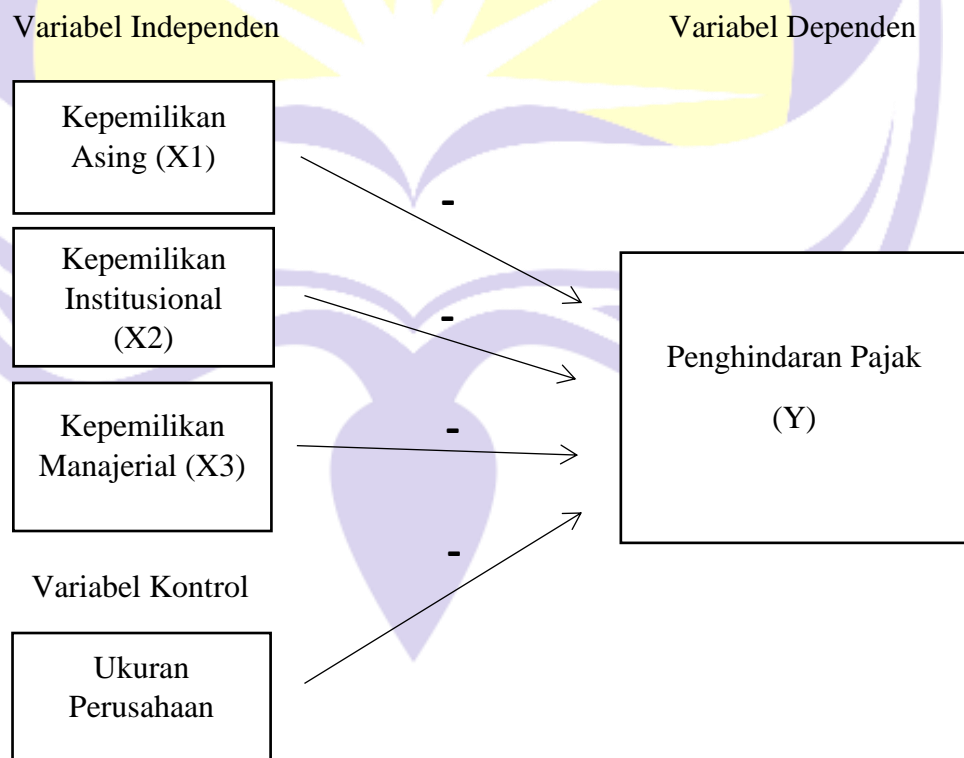 Variabel Independen
Variabel Dependen
Kepemilikan
Asing (X1)
-
Kepemilikan
Institusional
(X2)
-
Penghindaran Pajak
(Y)
Kepemilikan
Manajerial (X3)
-
-
Variabel Kontrol
Ukuran
Perusahaan